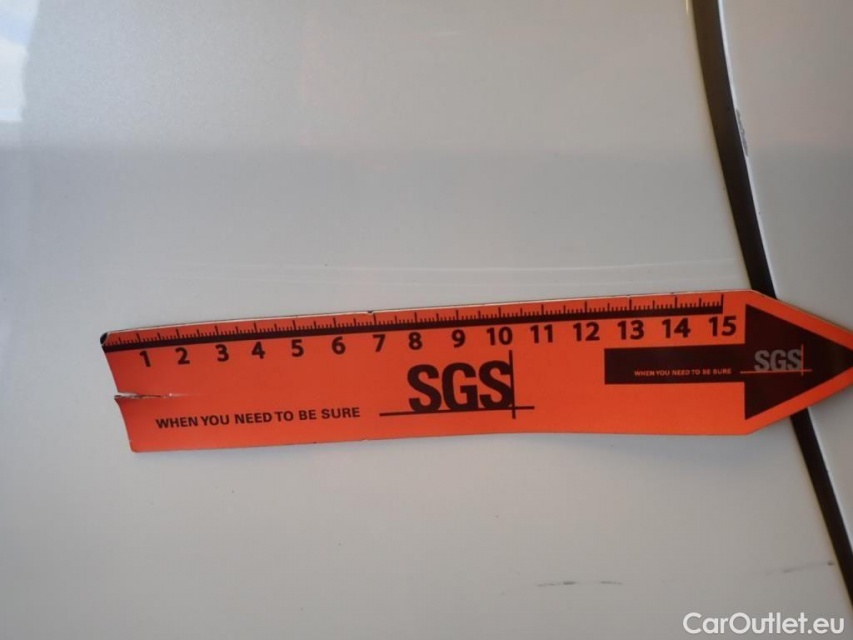 1 2 3 4 5 6 7 8 9 10 11 12 13 14 15
WHEN YOU NEED TO BE SURE SGS
WHEN YOU NEED TO BE SURE SGS
CarOutlet.eu